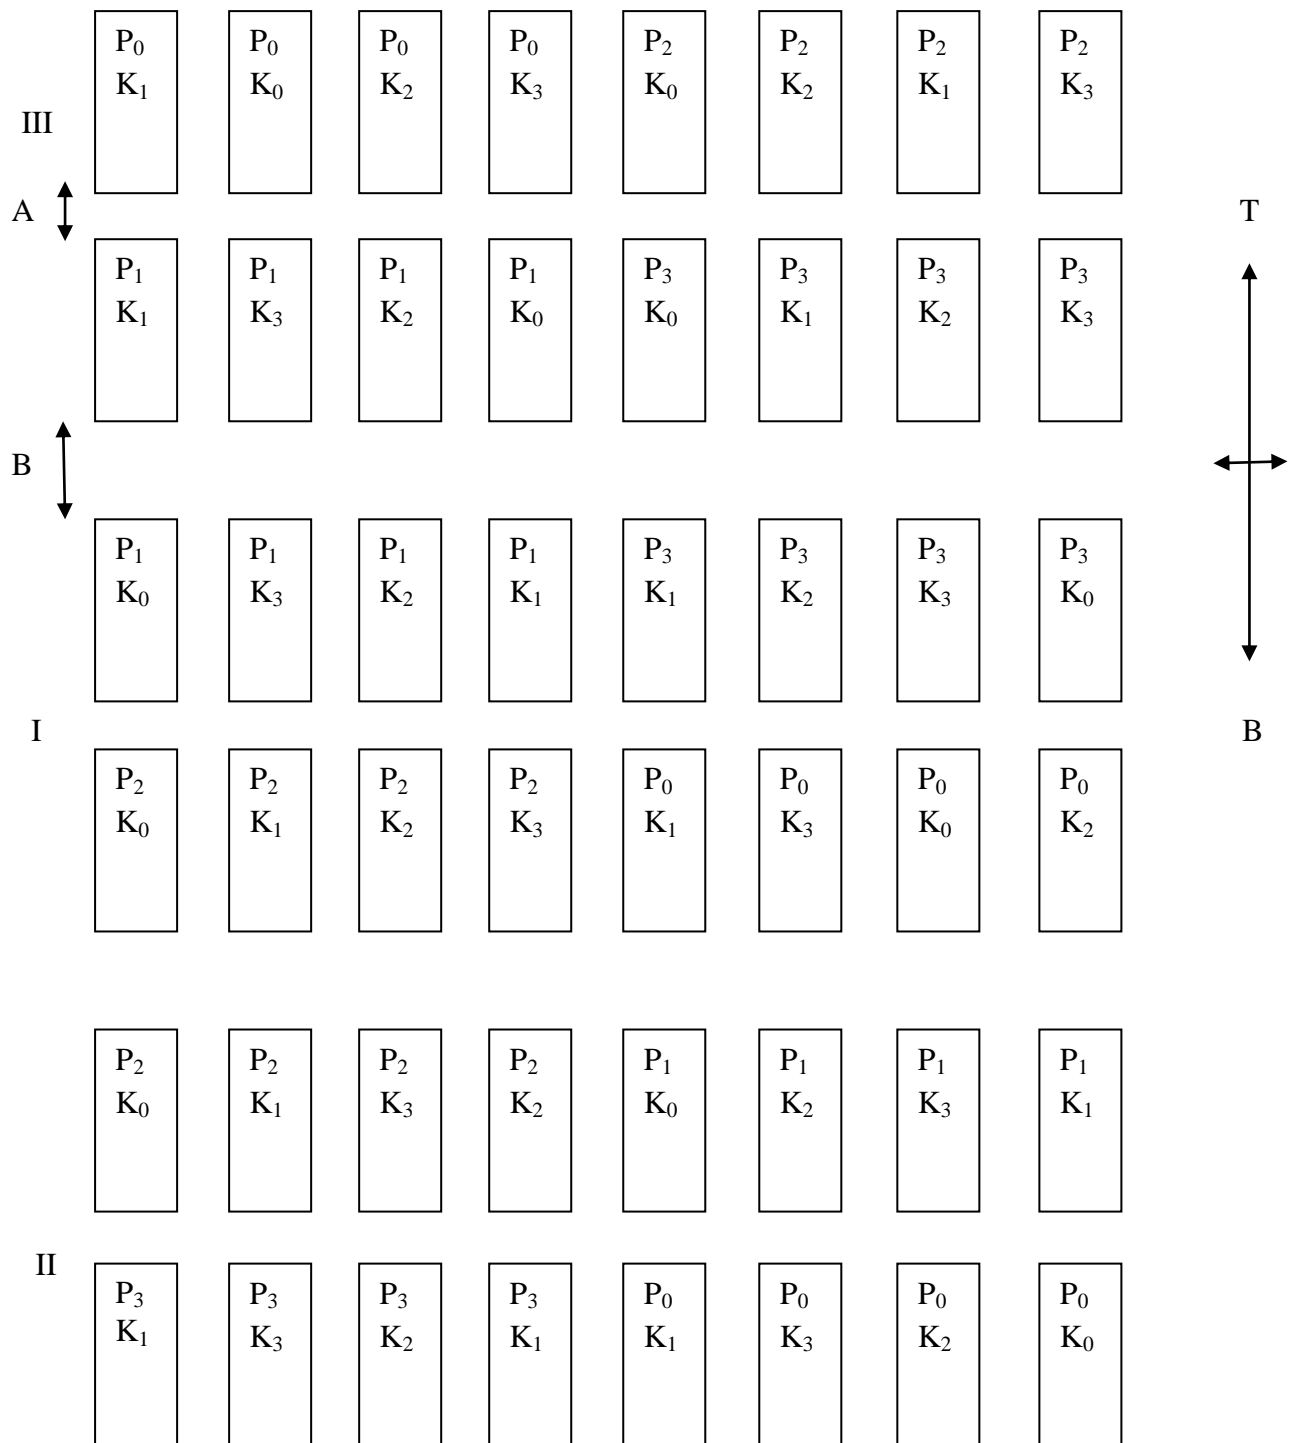 P₀ P₀ P₀ P₀ P₂ P₂ P₂ P₂
K₁ K₀ K₂ K₃ K₀ K₂ K₁ K₃
III
A T
P₁ P₁ P₁ P₁ P₃ P₃ P₃ P₃
K₁ K₃ K₂ K₀ K₀ K₁ K₂ K₃
B
P₁ P₁ P₁ P₁ P₃ P₃ P₃ P₃
K₀ K₃ K₂ K₁ K₁ K₂ K₃ K₀
I B
P₂ P₂ P₂ P₂ P₀ P₀ P₀ P₀
K₀ K₁ K₂ K₃ K₁ K₃ K₀ K₂
P₂ P₂ P₂ P₂ P₁ P₁ P₁ P₁
K₀ K₁ K₃ K₂ K₀ K₂ K₃ K₁
II
P₃ P₃ P₃ P₃ P₀ P₀ P₀ P₀
K₁ K₃ K₂ K₁ K₁ K₃ K₂ K₀